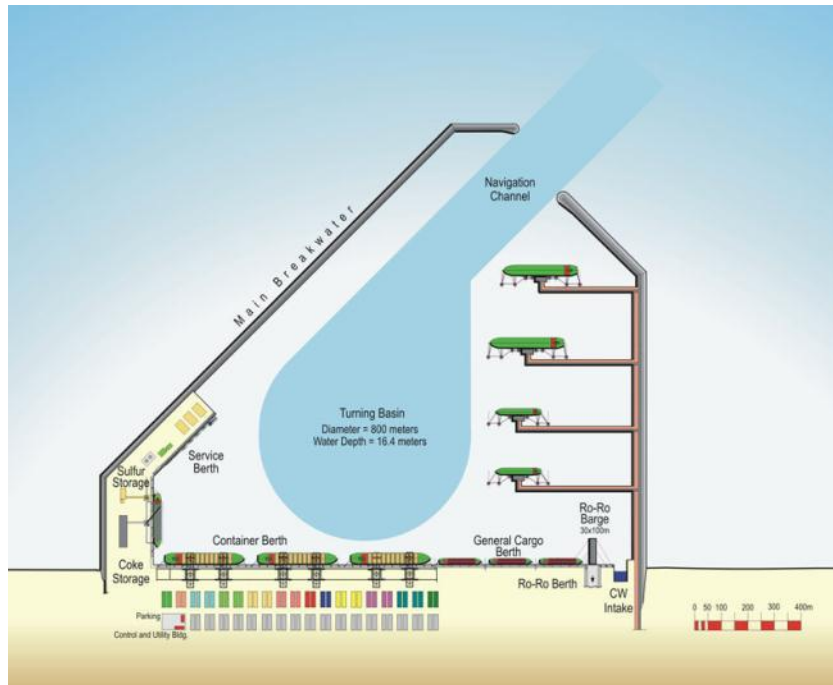 Navigation
Channel
Main Breakwater
Turning Basin
Diameter = 800 meters
Water Depth = 16.4 meters
Service
Berth
Sulfur
Storage
Coke
Storage
Container Berth
General Cargo
Berth
Ro-Ro
Barge
30x100m
Ro-Ro Berth
CW
Intake
Parking
Control and Utility Bldg.
0 50 100 200 300 400m